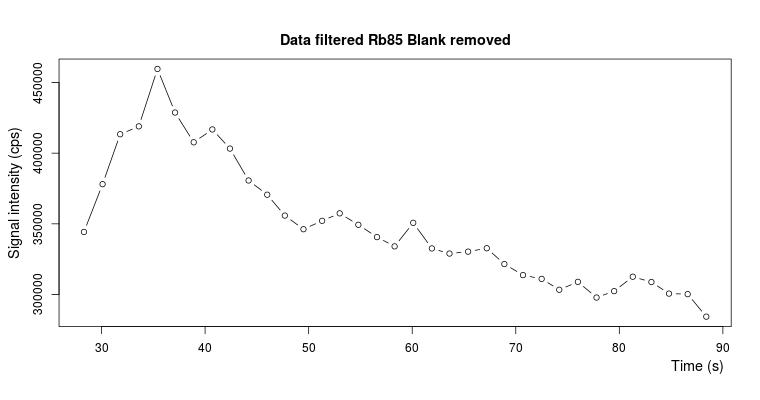 Data filtered Rb85 Blank removed
Signal intensity (cps)
450000
400000
350000
300000
30 40 50 60 70 80 90
Time (s)